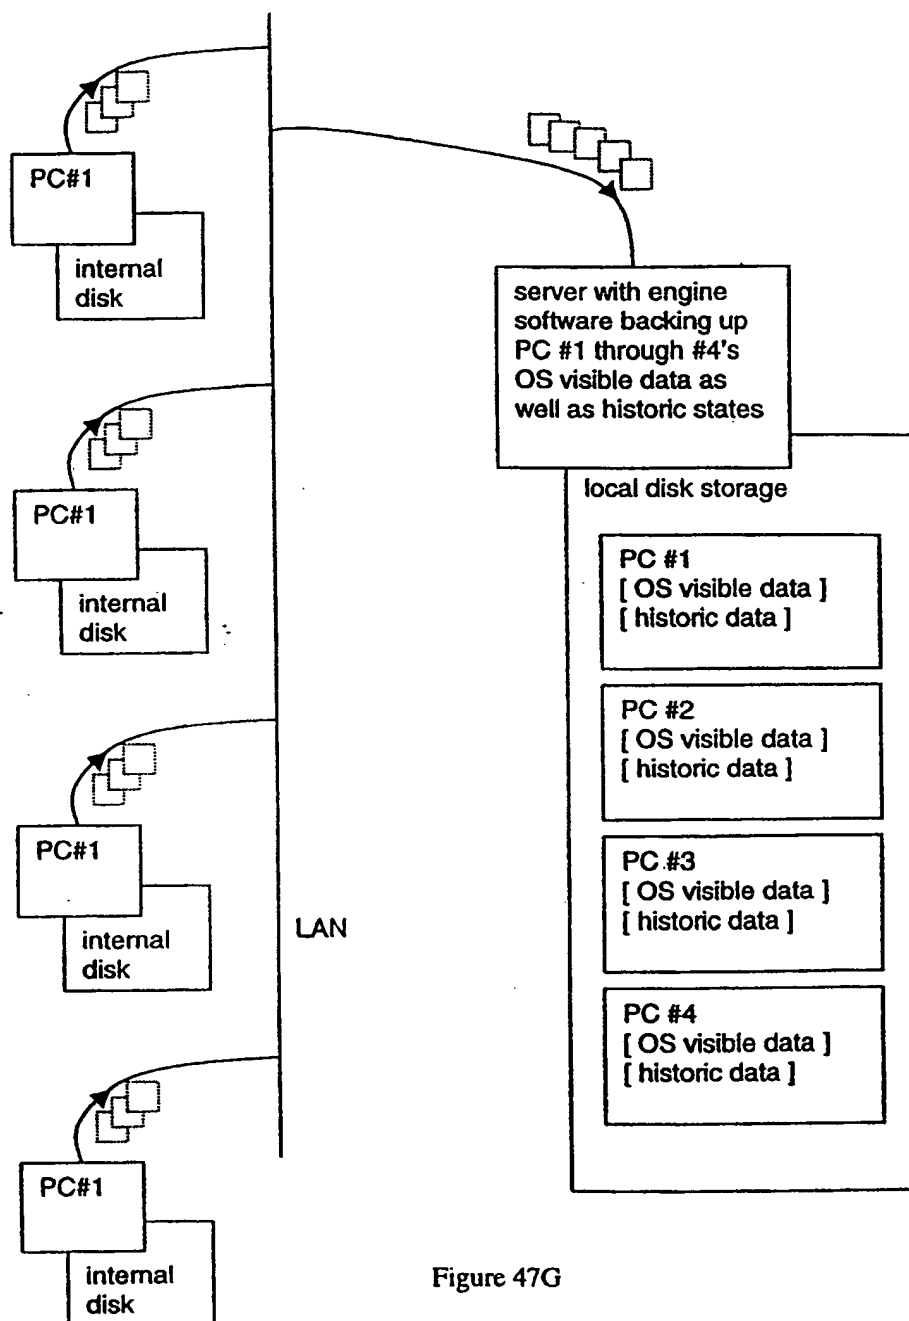 PC#1
internal
disk
PC#1
internal
disk
PC#1
internal
disk
PC#1
internal
disk
LAN
server with engine
software backing up
PC #1 through #4's
OS visible data as
well as historic states
local disk storage
PC #1
[ OS visible data ]
[ historic data ]
PC #2
[ OS visible data ]
[ historic data ]
PC #3
[ OS visible data ]
[ historic data ]
PC #4
[ OS visible data ]
[ historic data ]
Figure 47G